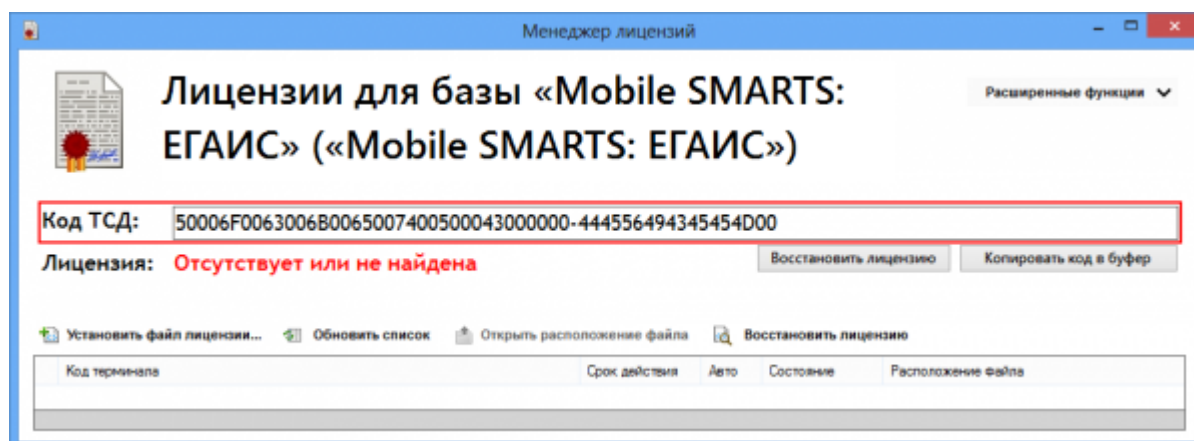 Менеджер лицензий
Лицензии для базы «Mobile SMARTS:
ЕГАИС» («Mobile SMARTS: ЕГАИС»)
Расширенные функции
Код ТСД: 50006F0063006B006500740050004300​0000-444556494345454D00
Лицензия: Отсутствует или не найдена
Восстановить лицензию Копировать код в буфер
Установить файл лицензии... Обновить список Открыть расположение файла Восстановить лицензию
Код терминала Срок действия Авто Состояние Расположение файла